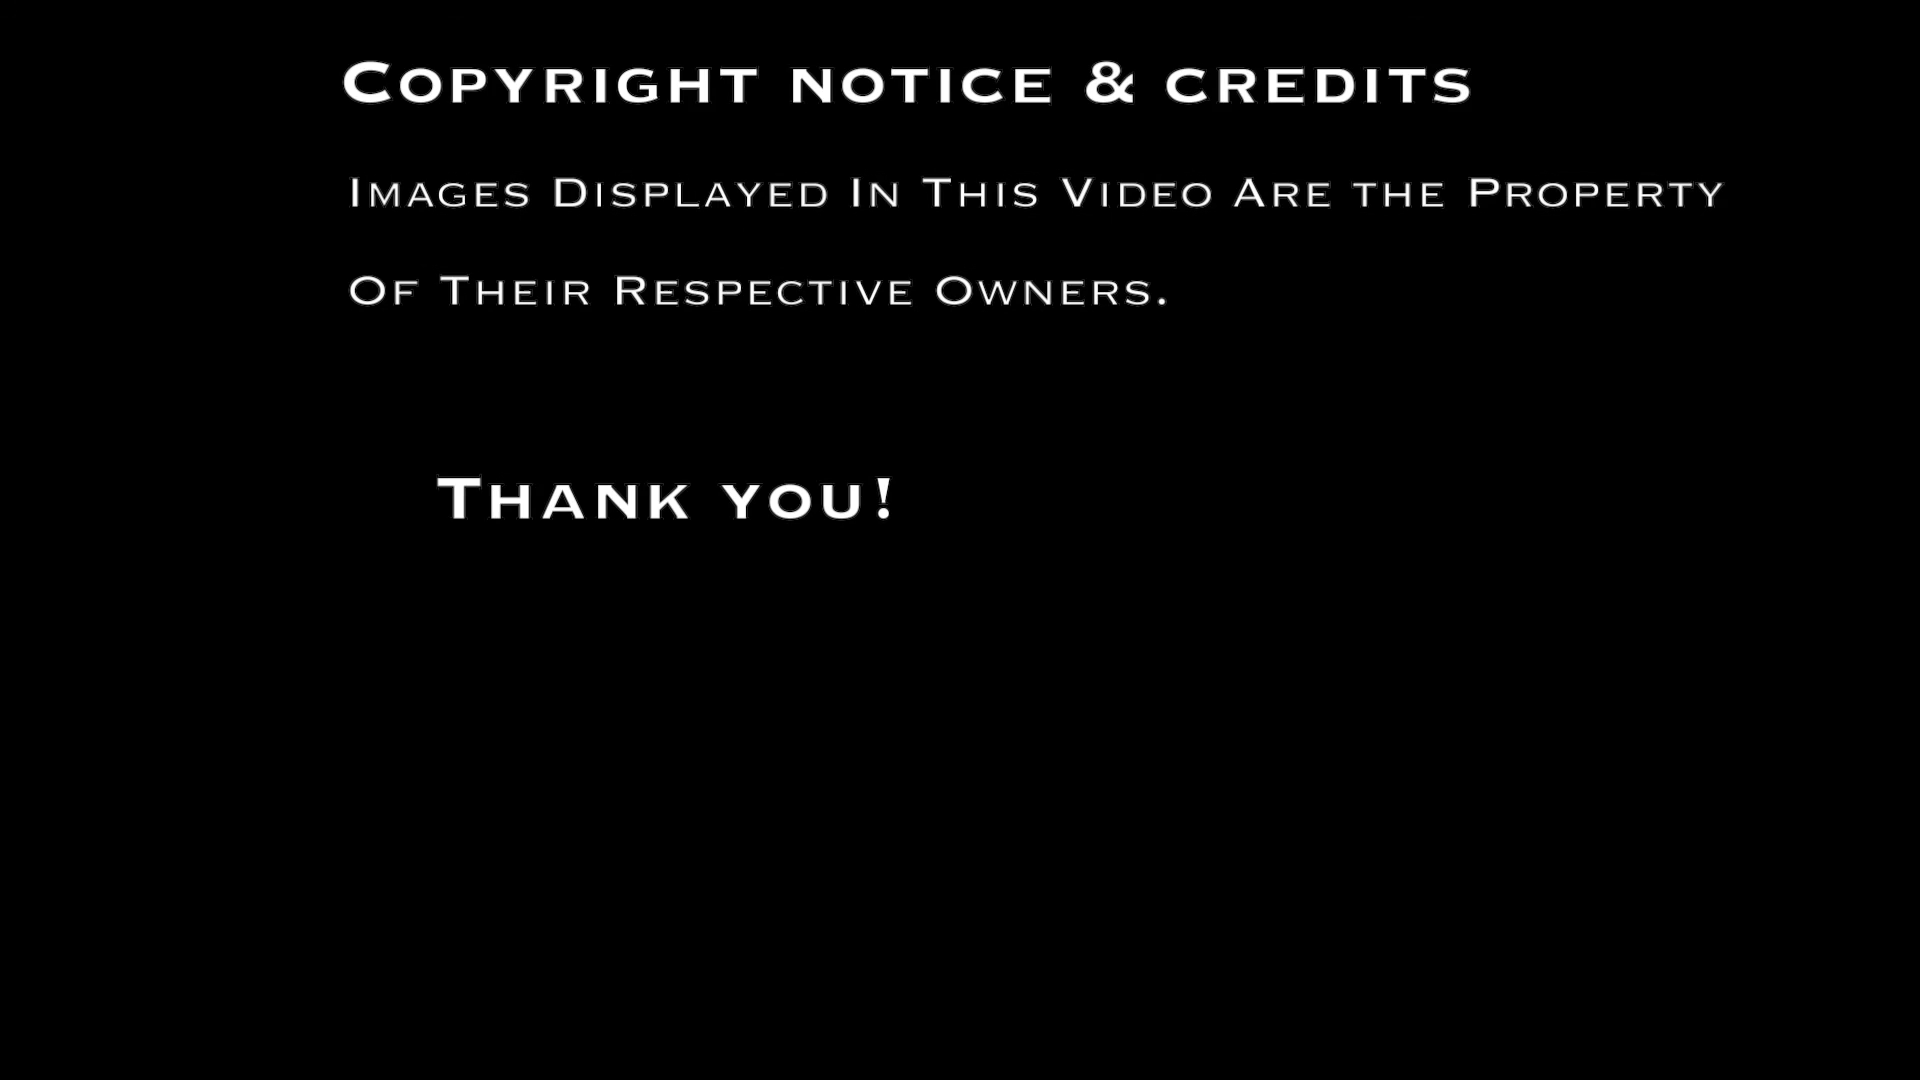 Copyright notice & credits
Images Displayed In This Video Are the Property
Of Their Respective Owners.
Thank you!